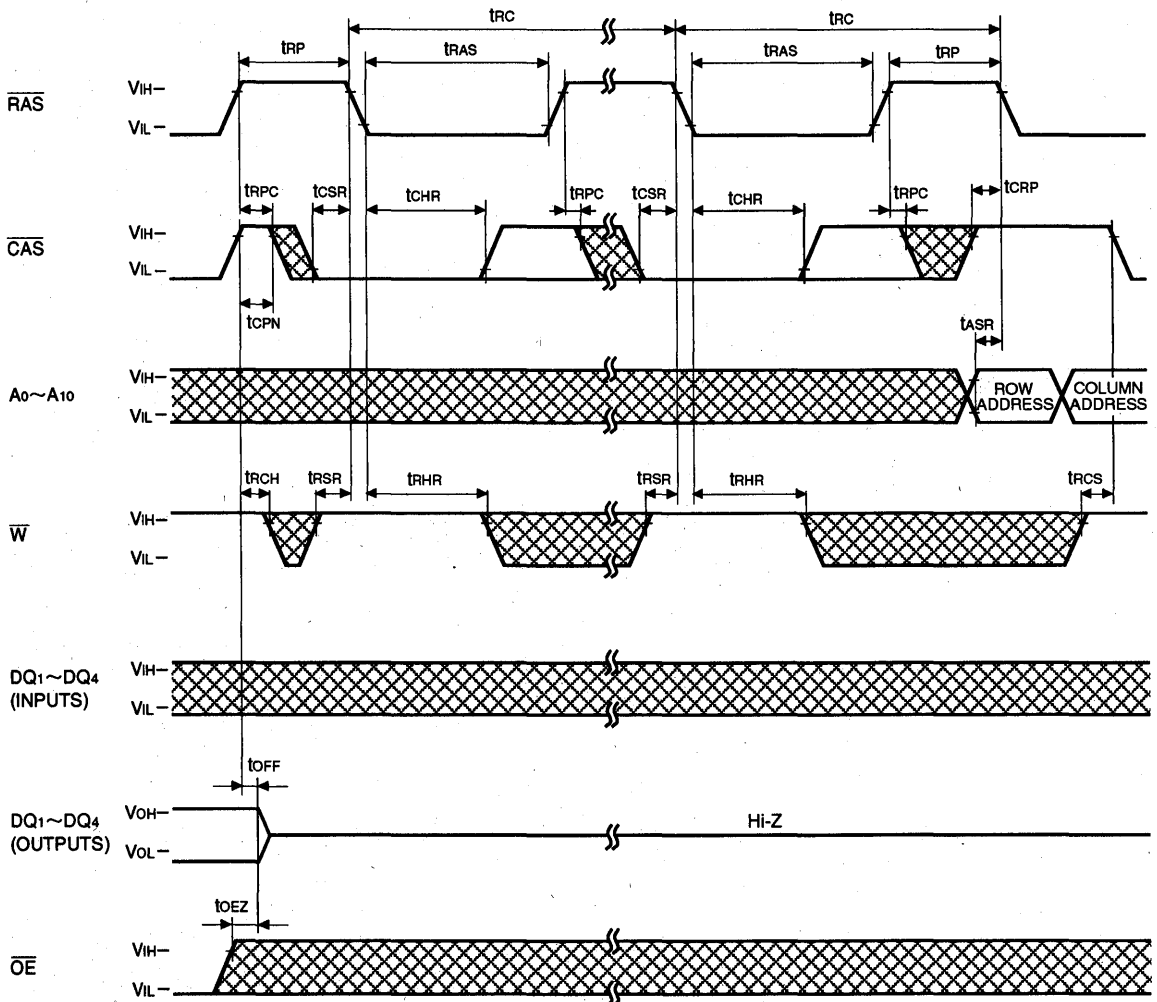 tRC tRC
tRP tRAS tRAS tRP
RAS
VIH
VIL
tRPC tCSR tCHR tRPC tCSR tCHR tRPC tCRP
CAS
VIH
VIL
tCPN
tASR
A0~A10
VIH
VIL
ROW
ADDRESS
COLUMN
ADDRESS
tRCH tRSR tRHR tRSR tRHR tRCS
W
VIH
VIL
DQ1~DQ4
(INPUTS)
VIH
VIL
tOFF
DQ1~DQ4
(OUTPUTS)
VOH
VOL
Hi-Z
tOEZ
OE
VIH
VIL